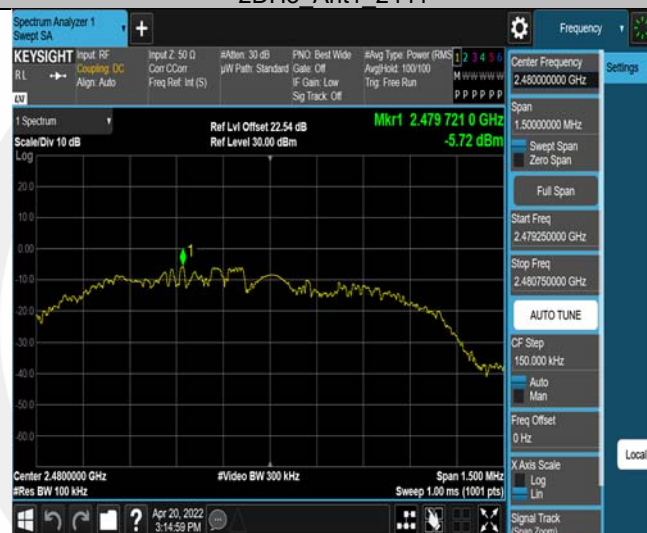 Spectrum Analyzer 1
Swept SA
Frequency
KEYSIGHT
RL
LXI
Input: RF
Coupling: DC
Align: Auto
Input Z: 50 Ω
Corr CCorr
Freq Ref: Int (S)
#Atten: 30 dB
µW Path: Standard
PNO: Best Wide
Gate: Off
IF Gain: Low
Sig Track: Off
#Avg Type: Power (RMS
Avg|Hold: 100/100
Trig: Free Run
1 2 3 4 5 6
M w w w w w
P P P P P P
Center Frequency
2.480000000 GHz
Settings
Span
1.50000000 MHz
Swept Span
Zero Span
Full Span
Start Freq
2.479250000 GHz
Stop Freq
2.480750000 GHz
AUTO TUNE
CF Step
150.000 kHz
Auto
Man
Freq Offset
0 Hz
X Axis Scale
Log
Lin
Local
Signal Track
(Span Zoom)
1 Spectrum
Scale/Div 10 dB
Log
Ref Lvl Offset 22.54 dB
Ref Level 30.00 dBm
Mkr1 2.479 721 0 GHz
-5.72 dBm
20.0
10.0
0.00
-10.0
-20.0
-30.0
-40.0
-50.0
-60.0
1
Center 2.4800000 GHz
#Res BW 100 kHz
#Video BW 300 kHz
Span 1.500 MHz
Sweep 1.00 ms (1001 pts)
Apr 20, 2022
3:14:59 PM